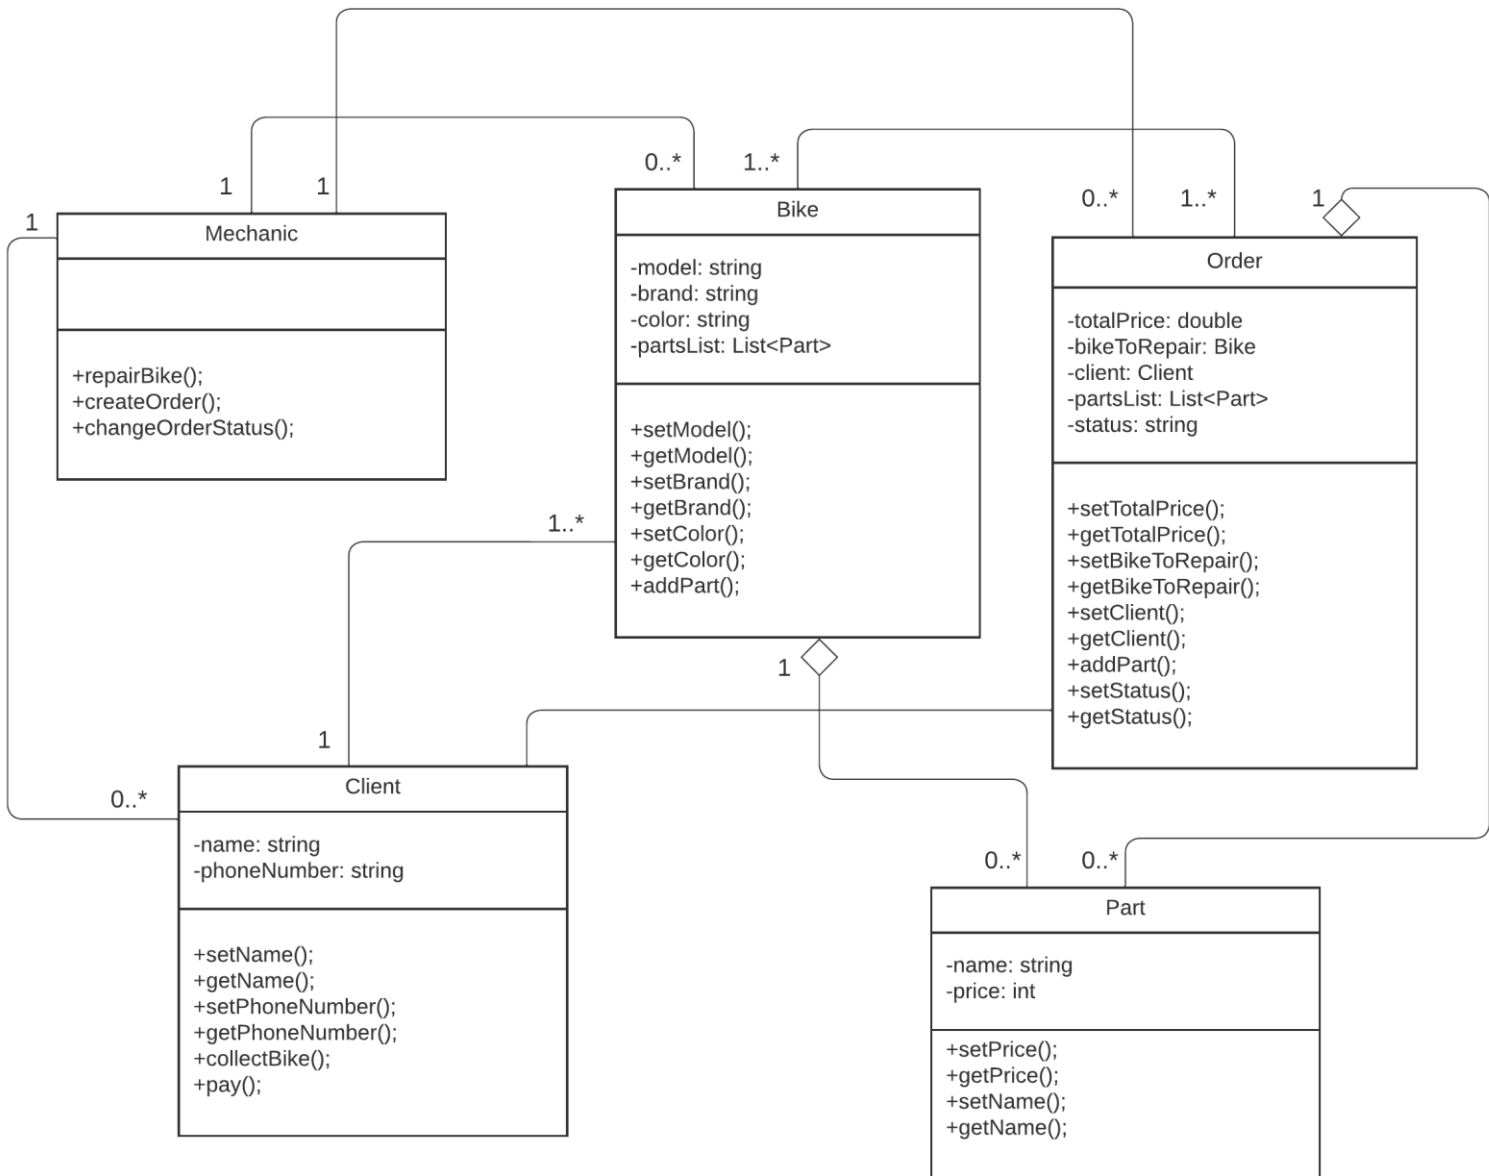 0..*
1..*
1
1
0..*
1..*
1
1
Mechanic
+repairBike();
+createOrder();
+changeOrderStatus();
Bike
-model: string
-brand: string
-color: string
-partsList: List<Part>
+setModel();
+getModel();
+setBrand();
+getBrand();
+setColor();
+getColor();
+addPart();
Order
-totalPrice: double
-bikeToRepair: Bike
-client: Client
-partsList: List<Part>
-status: string
+setTotalPrice();
+getTotalPrice();
+setBikeToRepair();
+getBikeToRepair();
+setClient();
+getClient();
+addPart();
+setStatus();
+getStatus();
1..*
1
1
0..*
Client
-name: string
-phoneNumber: string
+setName();
+getName();
+setPhoneNumber();
+getPhoneNumber();
+collectBike();
+pay();
0..*
0..*
Part
-name: string
-price: int
+setPrice();
+getPrice();
+setName();
+getName();